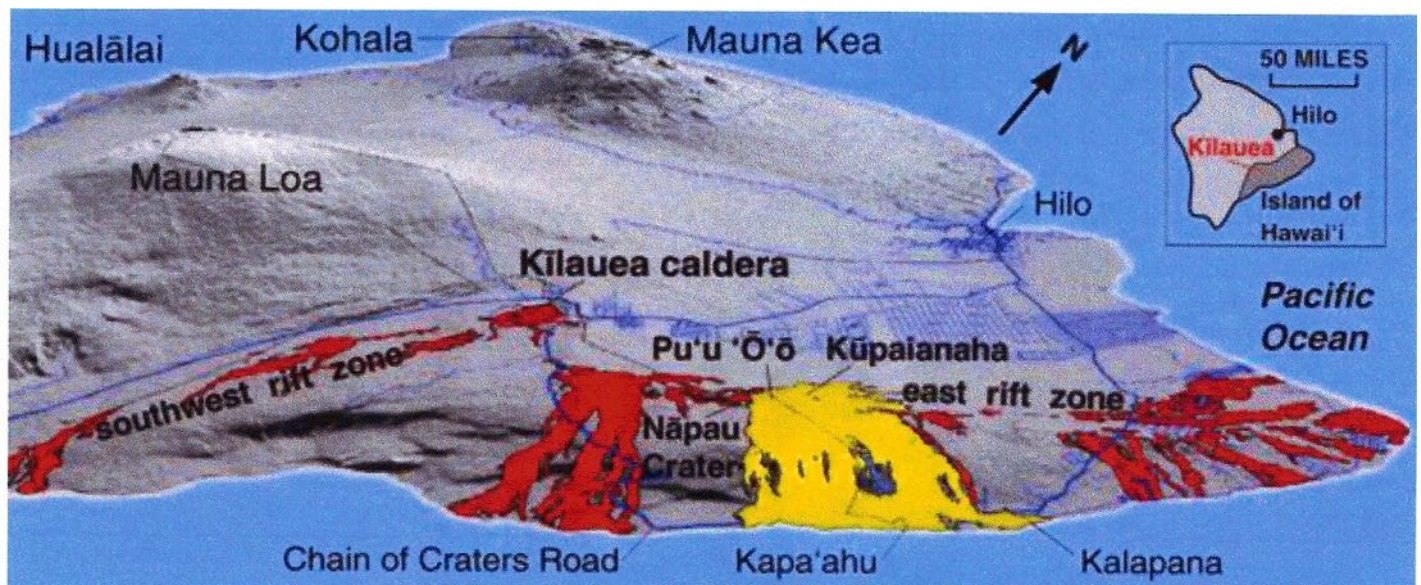 Hualālai
Kohala
Mauna Kea
N
50 MILES
Hilo
Kīlauea
Island of
Hawai‘i
Mauna Loa
Hilo
Kīlauea caldera
Pacific
Ocean
Pu‘u ‘Ō‘ō
Kūpaianaha
southwest rift zone
east rift zone
Nāpau
Crater
Chain of Craters Road
Kapa‘ahu
Kalapana